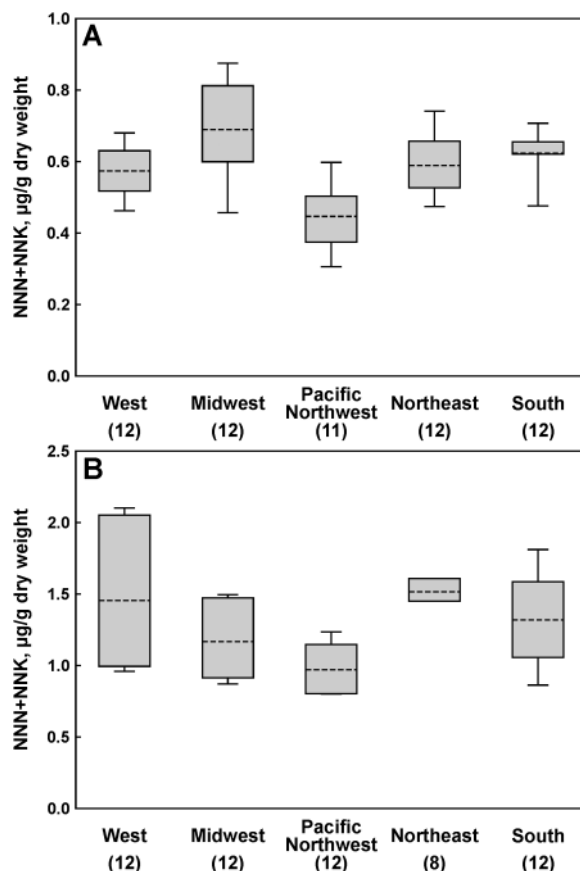 A
NNN+NNK, µg/g dry weight
1.0
0.8
0.6
0.4
0.2
0.0
West Midwest Pacific Northwest Northeast South
(12) (12) (11) (12) (12)
B
NNN+NNK, µg/g dry weight
2.5
2.0
1.5
1.0
0.5
0.0
West Midwest Pacific Northwest Northeast South
(12) (12) (12) (8) (12)